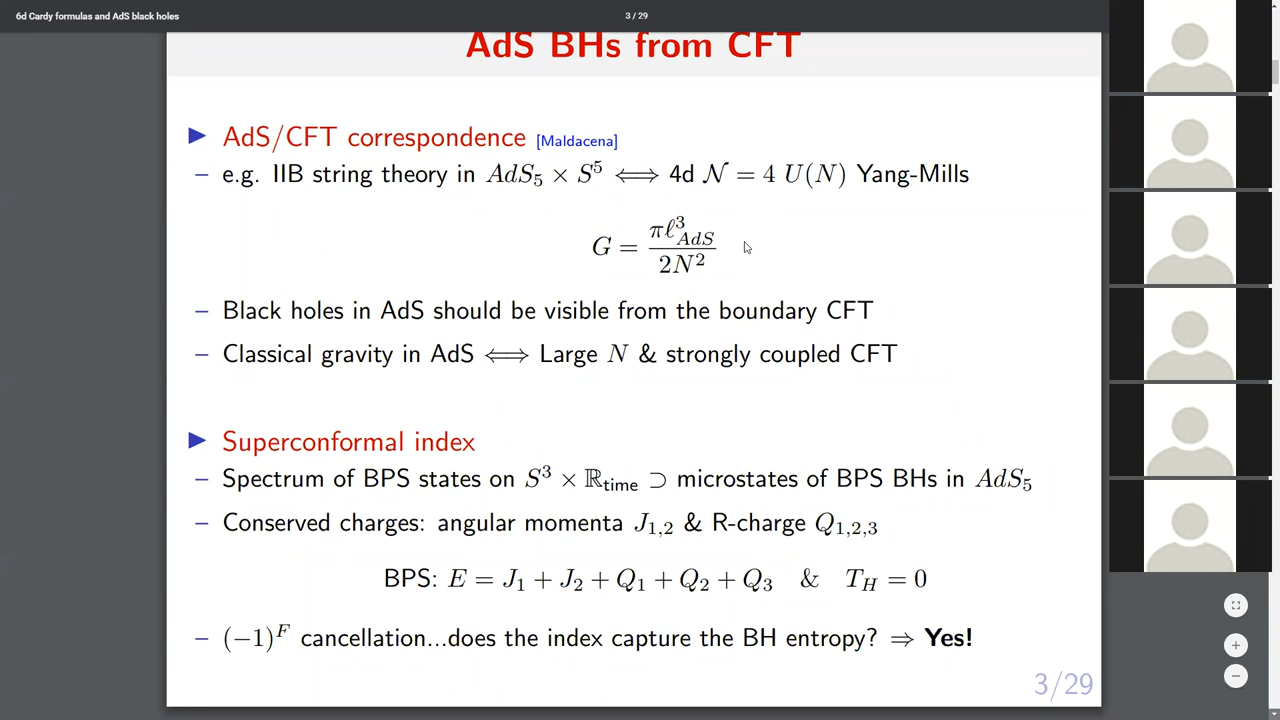 6d Cardy formulas and AdS black holes
3 / 29
AdS BHs from CFT
▶ AdS/CFT correspondence [Maldacena]
– e.g. IIB string theory in AdS₅ × S⁵ ⟺ 4d 𝒩 = 4 U(N) Yang-Mills
G = πℓ³_AdS / 2N²
– Black holes in AdS should be visible from the boundary CFT
– Classical gravity in AdS ⟺ Large N & strongly coupled CFT
▶ Superconformal index
– Spectrum of BPS states on S³ × ℝ_time ⊃ microstates of BPS BHs in AdS₅
– Conserved charges: angular momenta J₁,₂ & R-charge Q₁,₂,₃
BPS: E = J₁ + J₂ + Q₁ + Q₂ + Q₃ & T_H = 0
– (−1)^F cancellation...does the index capture the BH entropy? ⇒ Yes!
3/29